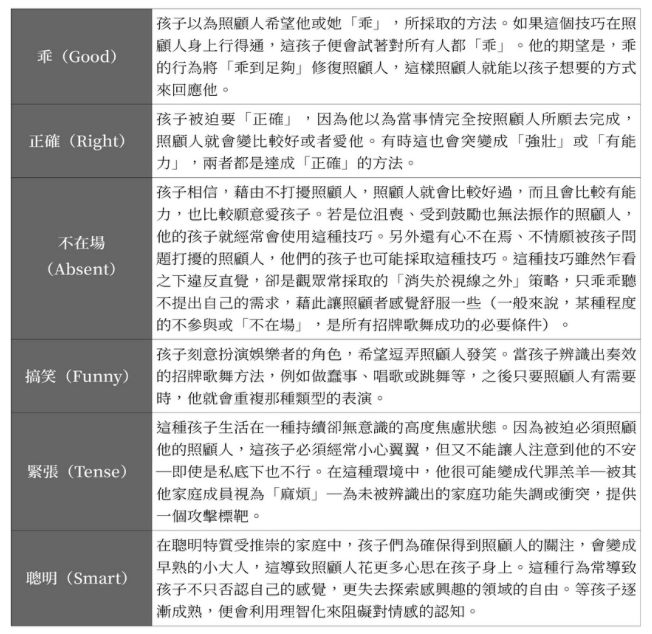 乖（Good）
孩子以為照顧人希望他或她「乖」，所採取的方法。如果這個技巧在照
顧人身上行得通，這孩子便會試著對所有人都「乖」。他的期望是，乖
的行為將「乖到足夠」修復照顧人，這樣照顧人就能以孩子想要的方式
來回應他。
正確（Right）
孩子被迫要「正確」，因為他以為當事情完全按照顧人所願去完成，
照顧人就會變比較好或者愛他。有時這也會突變成「強壯」或「有能
力」，兩者都是達成「正確」的方法。
不在場
（Absent）
孩子相信，藉由不打擾照顧人，照顧人就會比較好過，而且會比較有能
力，也比較願意愛孩子。若是位沮喪、受到鼓勵也無法振作的照顧人，
他的孩子就經常會使用這種技巧。另外還有心不在焉、不情願被孩子問
題打擾的照顧人，他們的孩子也可能採取這種技巧。這種技巧雖然乍看
之下違反直覺，卻是觀眾常採取的「消失於視線之外」策略，只乖乖聽
不提出自己的需求，藉此讓照顧者感覺舒服一些（一般來說，某種程度
的不參與或「不在場」，是所有招牌歌舞成功的必要條件）。
搞笑（Funny）
孩子刻意扮演娛樂者的角色，希望逗弄照顧人發笑。當孩子辨識出奏效
的招牌歌舞方法，例如做蠢事、唱歌或跳舞等，之後只要照顧人有需要
時，他就會重複那種類型的表演。
緊張（Tense）
這種孩子生活在一種持續卻無意識的高度焦慮狀態。因為被迫必須照顧
他的照顧人，這孩子必須經常小心翼翼，但又不能讓人注意到他的不安
—即使是私底下也不行。在這種環境中，他很可能變成代罪羔羊—被其
他家庭成員視為「麻煩」—為未被辨識出的家庭功能失調或衝突，提供
一個攻擊標靶。
聰明（Smart）
在聰明特質受推崇的家庭中，孩子們為確保得到照顧人的關注，會變成
早熟的小大人，這導致照顧人花更多心思在孩子身上。這種行為常導致
孩子不只否認自己的感覺，更失去探索感興趣的領域的自由。等孩子逐
漸成熟，便會利用理智化來阻礙對情感的認知。